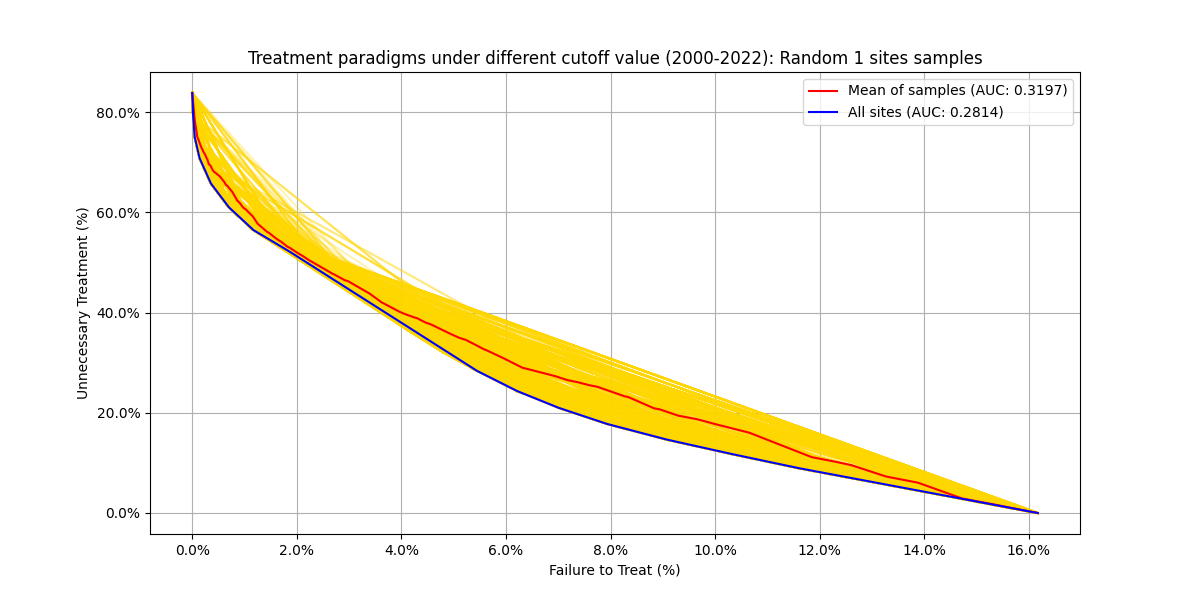 Treatment paradigms under different cutoff value (2000-2022): Random 1 sites samples
Mean of samples (AUC: 0.3197)
All sites (AUC: 0.2814)
Unnecessary Treatment (%)
80.0%
60.0%
40.0%
20.0%
0.0%
0.0% 2.0% 4.0% 6.0% 8.0% 10.0% 12.0% 14.0% 16.0%
Failure to Treat (%)